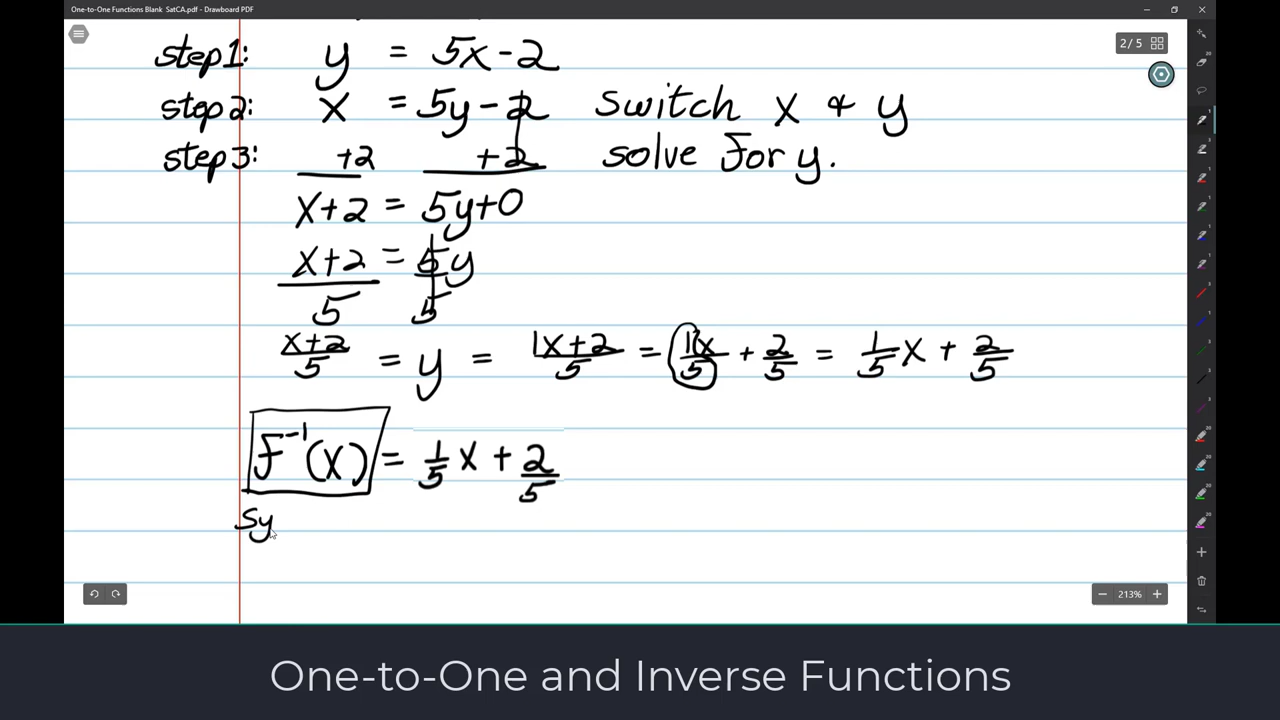 One-to-One Functions Blank SatCA.pdf - Drawboard PDF
2 / 5
step1: y = 5x-2
step2: x = 5y-2 switch x & y
step3: +2 +2 solve for y.
x+2 = 5y+0
x+2 = 5y
5 5
x+2/5 = y = 1x+2/5 = 1x/5 + 2/5 = 1/5 x + 2/5
f⁻¹(x) = 1/5 x + 2/5
Sy
213%
One-to-One and Inverse Functions